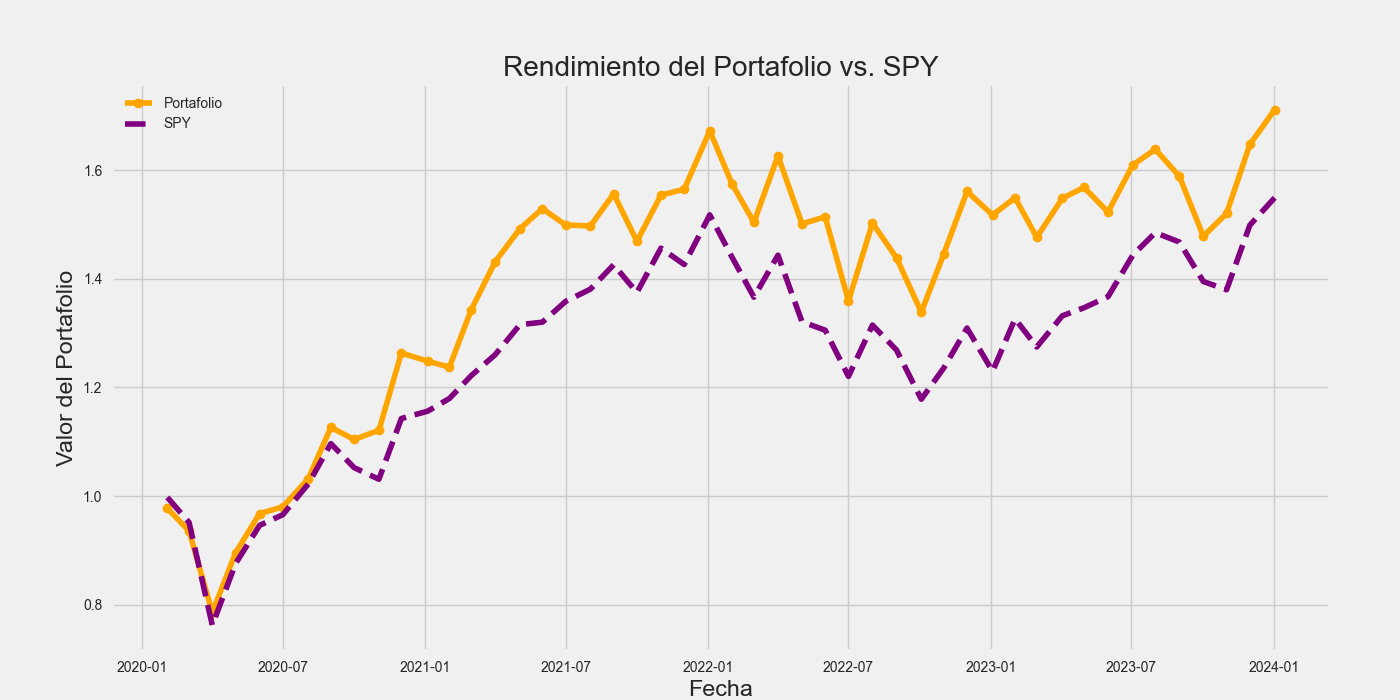 Rendimiento del Portafolio vs. SPY
Portafolio
SPY
Valor del Portafolio
1.6
1.4
1.2
1.0
0.8
2020-01
2020-07
2021-01
2021-07
2022-01
2022-07
2023-01
2023-07
2024-01
Fecha